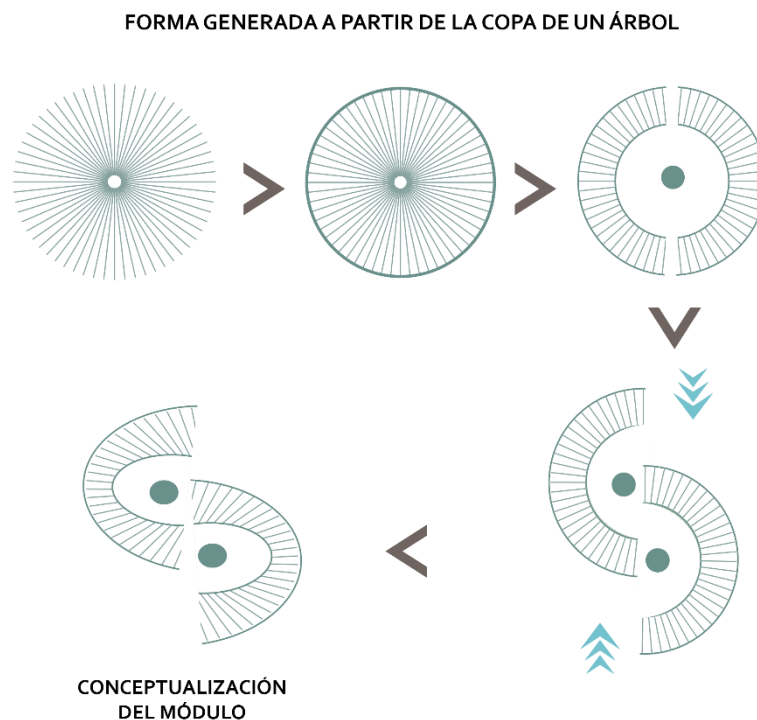 FORMA GENERADA A PARTIR DE LA COPA DE UN ÁRBOL
CONCEPTUALIZACIÓN
DEL MÓDULO